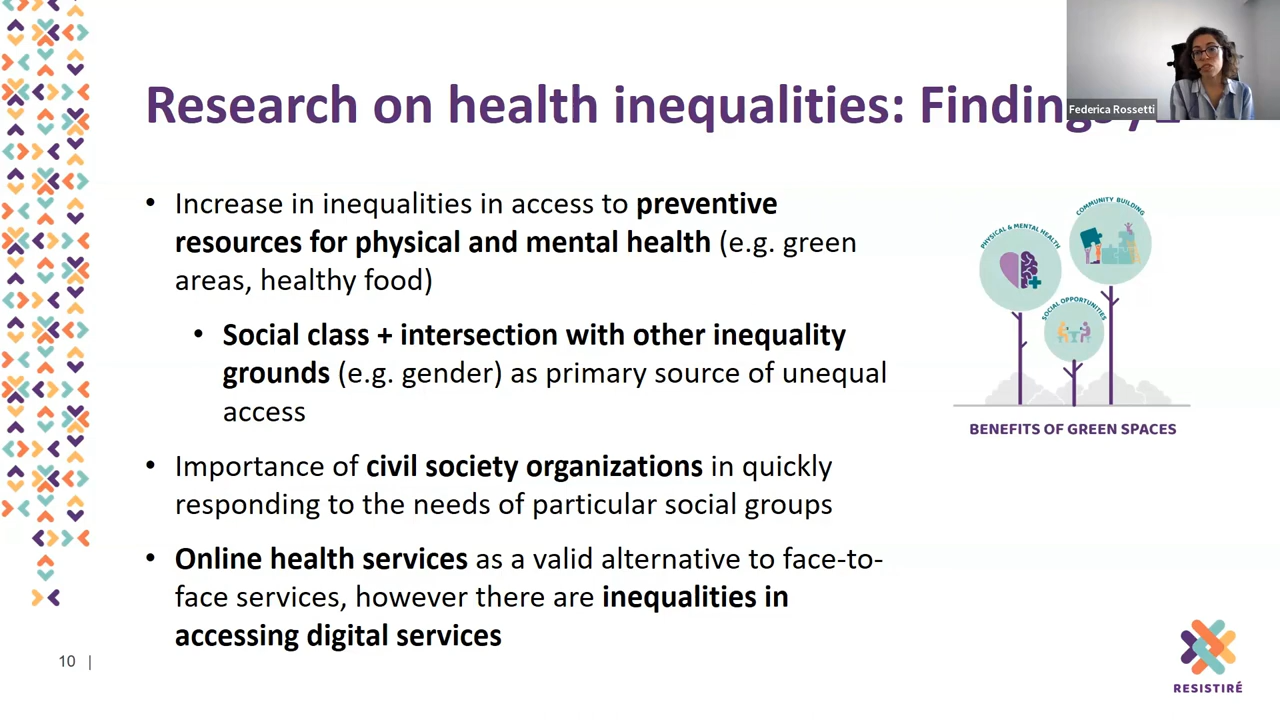 Research on health inequalities:
Federica Rossetti
• Increase in inequalities in access to preventive
resources for physical and mental health (e.g. green
areas, healthy food)
• Social class + intersection with other inequality
grounds (e.g. gender) as primary source of unequal
access
• Importance of civil society organizations in quickly
responding to the needs of particular social groups
• Online health services as a valid alternative to face-to-
face services, however there are inequalities in
accessing digital services
PHYSICAL & MENTAL HEALTH
COMMUNITY BUILDING
SOCIAL OPPORTUNITIES
BENEFITS OF GREEN SPACES
10 |
RESISTIRÉ